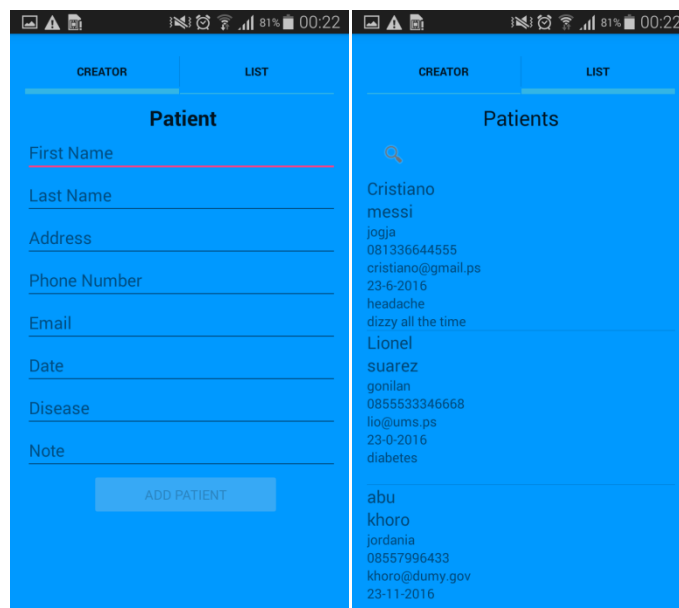 81% 00:22
CREATOR LIST
Patient
First Name
Last Name
Address
Phone Number
Email
Date
Disease
Note
ADD PATIENT
81% 00:22
CREATOR LIST
Patients
Cristiano
messi
jogja
081336644555
cristiano@gmail.ps
23-6-2016
headache
dizzy all the time
Lionel
suarez
gonilan
0855533346668
lio@ums.ps
23-0-2016
diabetes
abu
khoro
jordania
08557996433
khoro@dumy.gov
23-11-2016